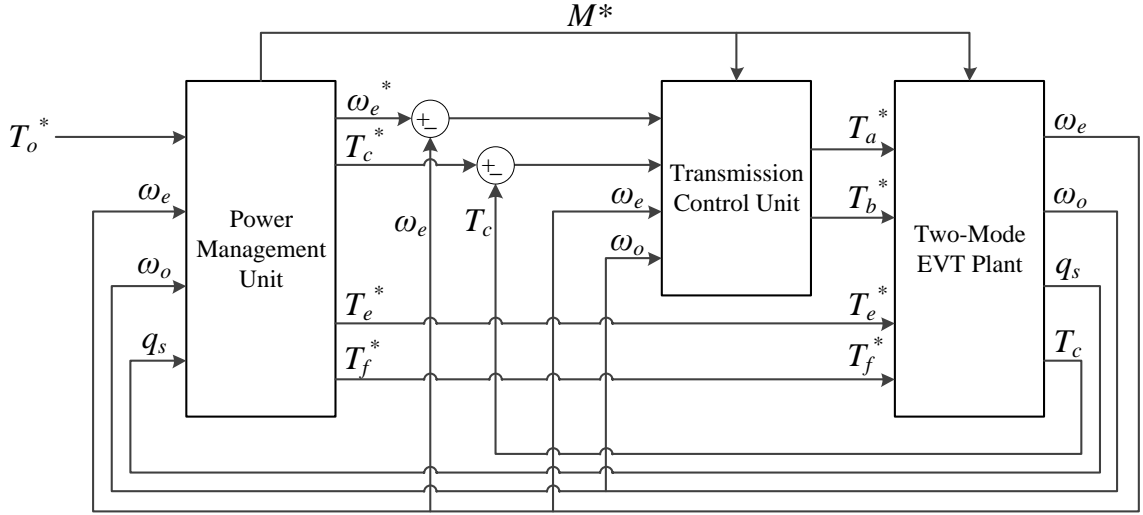 M*
T_o*
ω_e
ω_o
q_s
Power
Management
Unit
ω_e*
T_c*
+
−
+
−
ω_e
T_c
T_e*
T_f*
ω_e
ω_o
Transmission
Control Unit
T_a*
T_b*
T_e*
T_f*
Two-Mode
EVT Plant
ω_e
ω_o
q_s
T_c